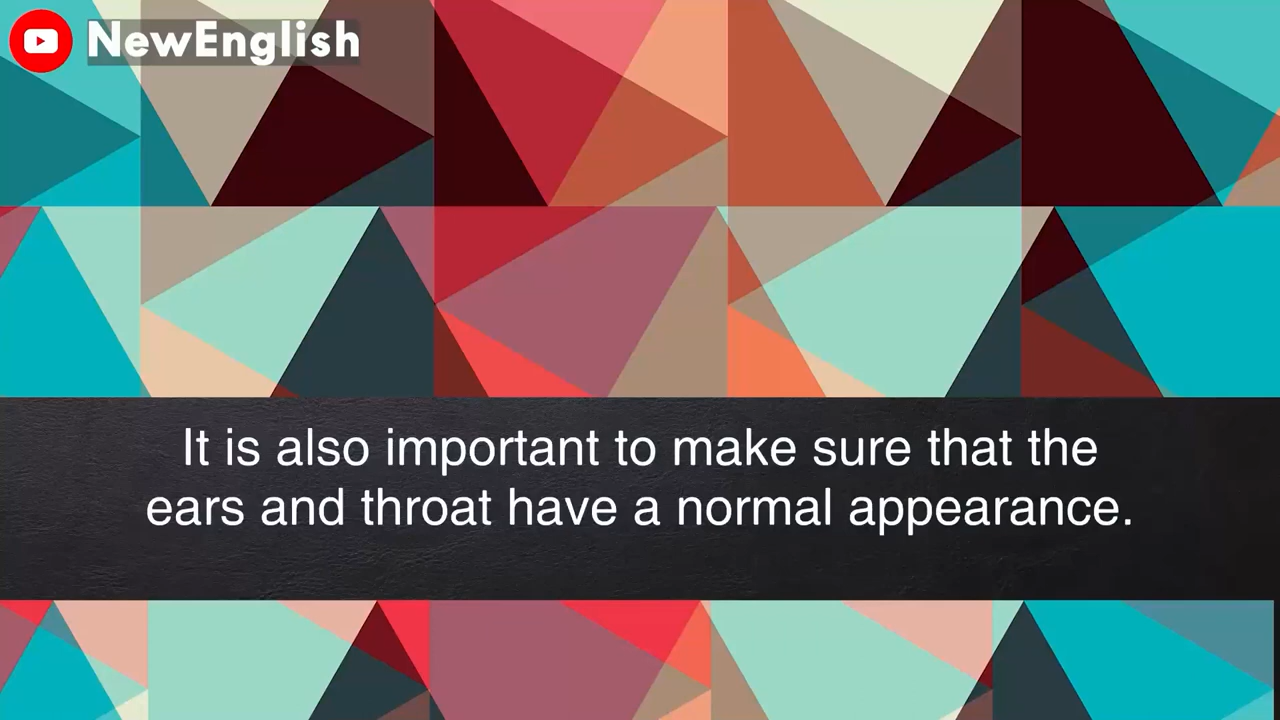 NewEnglish
It is also important to make sure that the
ears and throat have a normal appearance.